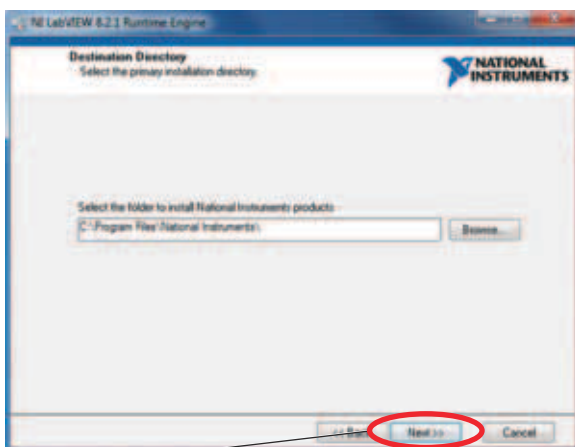 NI LabVIEW 8.2.1 Runtime Engine
Destination Directory
Select the primary installation directory.
NATIONAL
INSTRUMENTS
Select the folder to install National Instruments products
C:\Program Files\National Instruments\
Browse...
<< Back
Next >>
Cancel